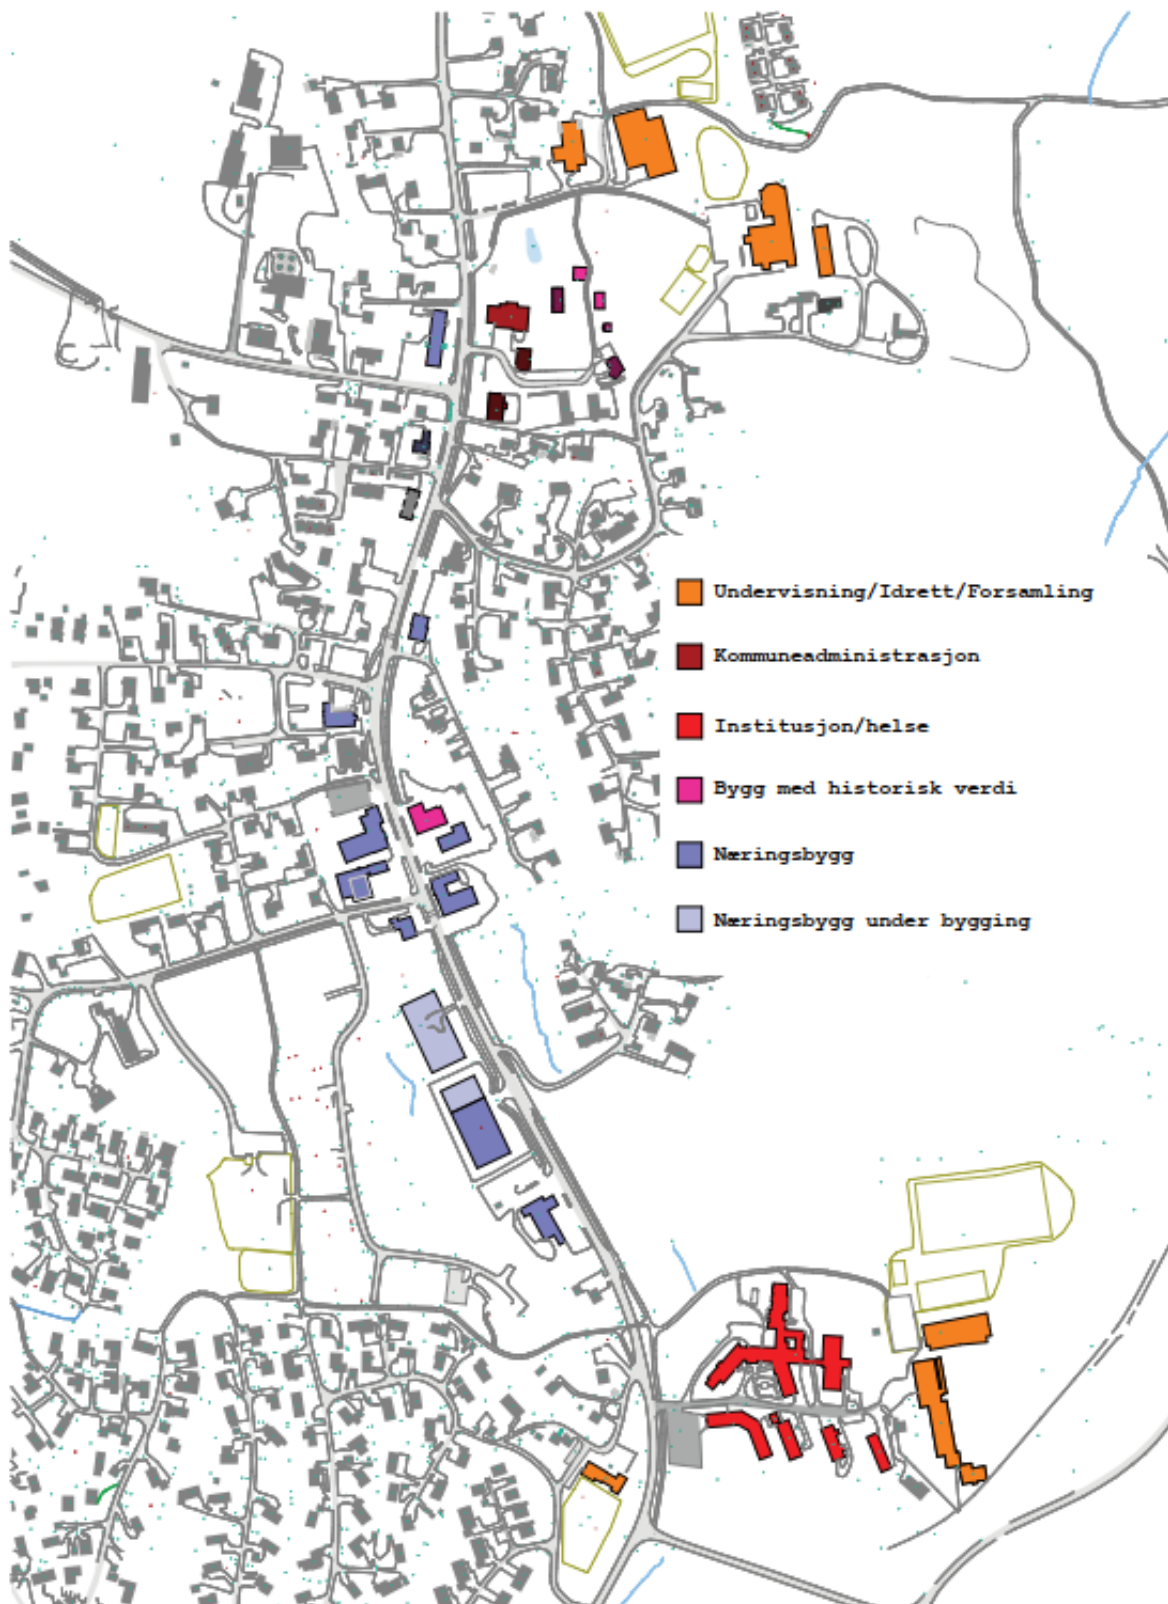 Undervisning/Idrett/Forsamling
Kommuneadministrasjon
Institusjon/helse
Bygg med historisk verdi
Næringsbygg
Næringsbygg under bygging